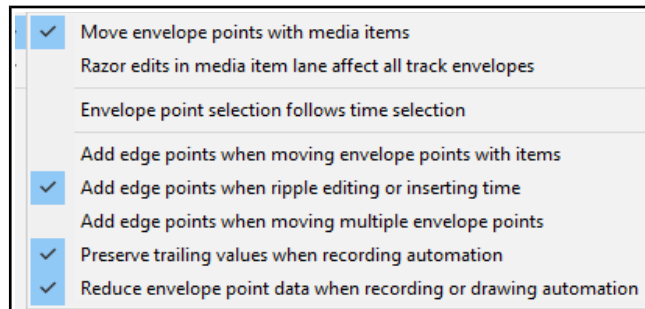 Move envelope points with media items
Razor edits in media item lane affect all track envelopes
Envelope point selection follows time selection
Add edge points when moving envelope points with items
Add edge points when ripple editing or inserting time
Add edge points when moving multiple envelope points
Preserve trailing values when recording automation
Reduce envelope point data when recording or drawing automation